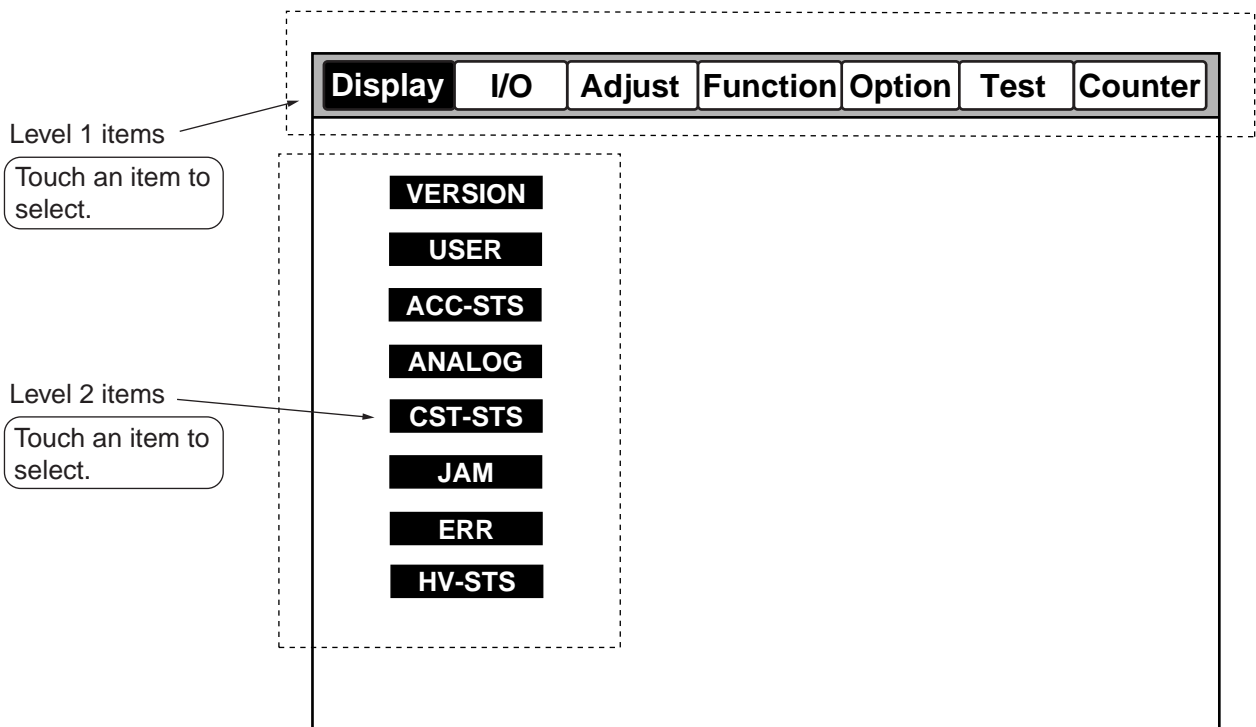 Display I/O Adjust Function Option Test Counter
Level 1 items
Touch an item to
select.
VERSION
USER
ACC-STS
ANALOG
CST-STS
JAM
ERR
HV-STS
Level 2 items
Touch an item to
select.